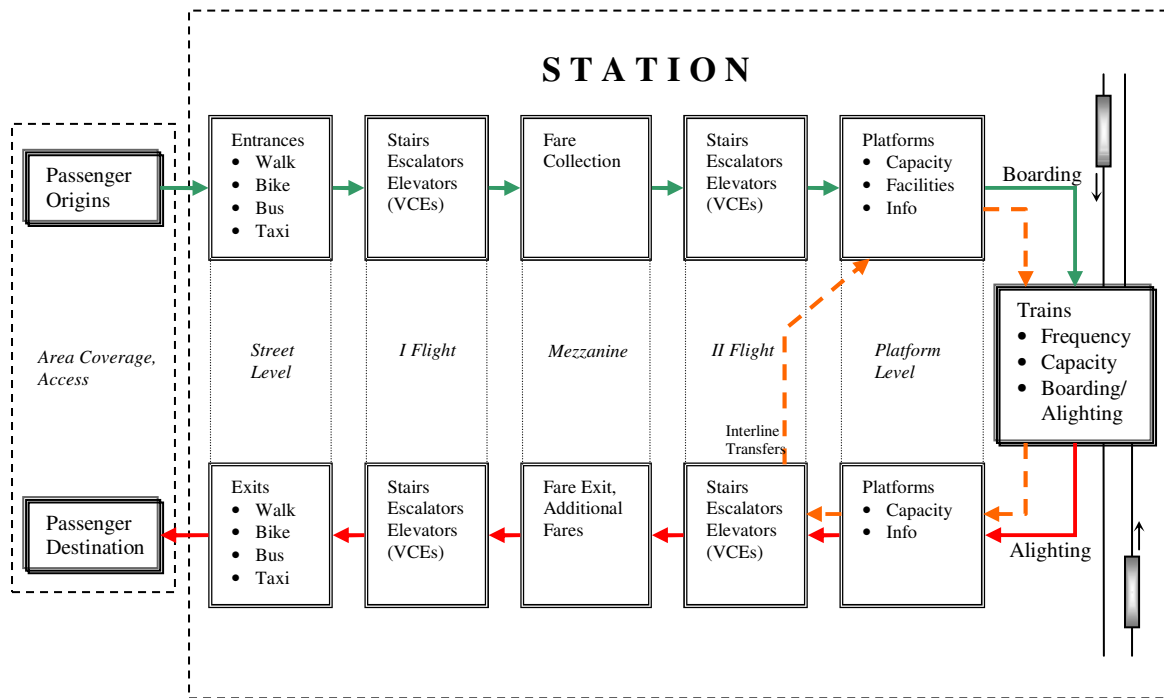 STATION
Passenger
Origins
Entrances
• Walk
• Bike
• Bus
• Taxi
Stairs
Escalators
Elevators
(VCEs)
Fare
Collection
Stairs
Escalators
Elevators
(VCEs)
Platforms
• Capacity
• Facilities
• Info
Boarding
Area Coverage,
Access
Street
Level
I Flight
Mezzanine
II Flight
Platform
Level
Trains
• Frequency
• Capacity
• Boarding/
Alighting
Interline
Transfers
Passenger
Destination
Exits
• Walk
• Bike
• Bus
• Taxi
Stairs
Escalators
Elevators
(VCEs)
Fare Exit,
Additional
Fares
Stairs
Escalators
Elevators
(VCEs)
Platforms
• Capacity
• Info
Alighting